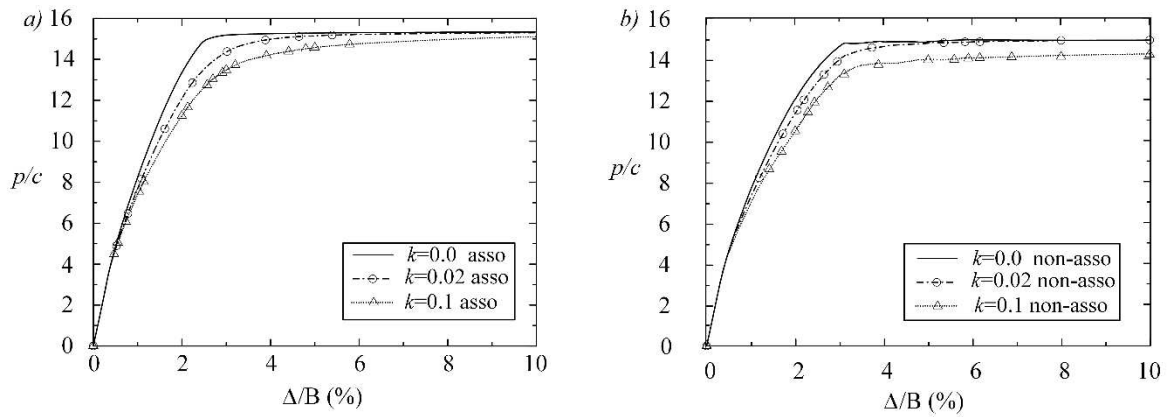 a)
16
14
12
10
p/c
8
6
4
2
0
k=0.0 asso
k=0.02 asso
k=0.1 asso
0 2 4 6 8 10
Δ/B (%)
b)
16
14
12
10
p/c
8
6
4
2
0
k=0.0 non-asso
k=0.02 non-asso
k=0.1 non-asso
0 2 4 6 8 10
Δ/B (%)